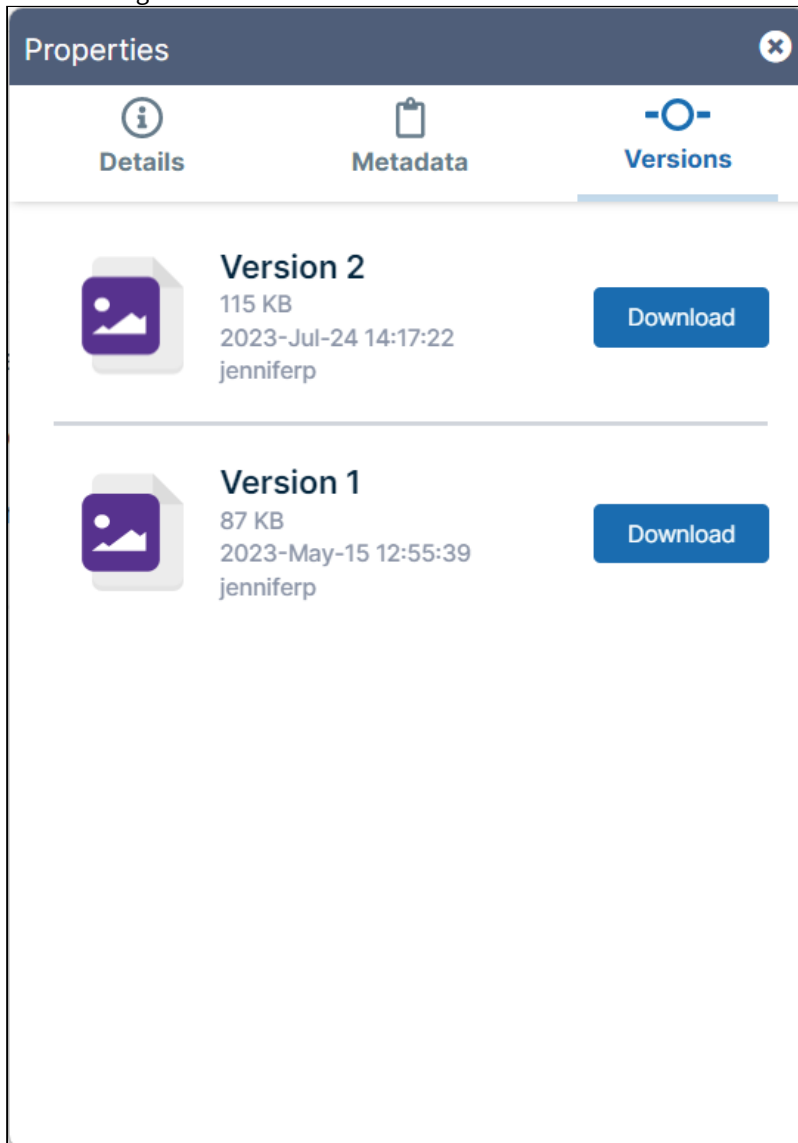 Properties
Details
Metadata
Versions
Version 2
115 KB
2023-Jul-24 14:17:22
jenniferp
Download
Version 1
87 KB
2023-May-15 12:55:39
jenniferp
Download